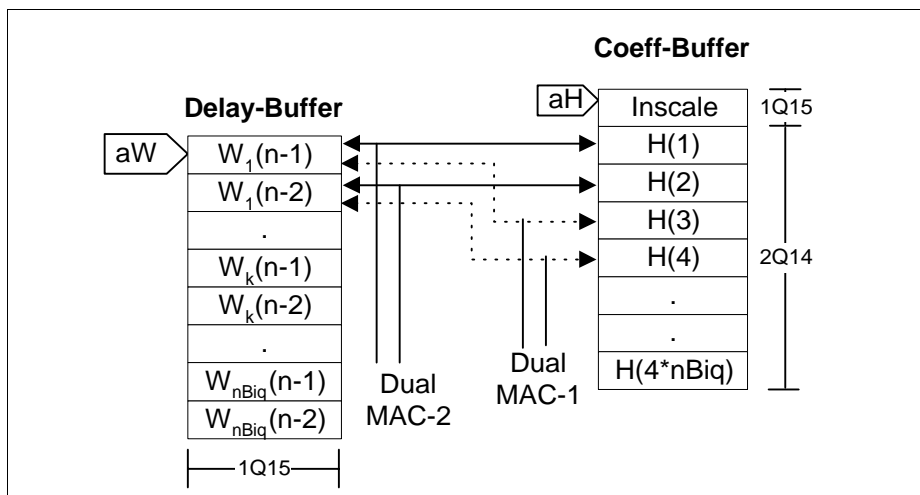 Coeff-Buffer
aH
Inscale
1Q15
H(1)
H(2)
H(3)
H(4)
.
.
H(4*nBiq)
2Q14
Delay-Buffer
aW
W1(n-1)
W1(n-2)
.
Wk(n-1)
Wk(n-2)
.
WnBiq(n-1)
WnBiq(n-2)
1Q15
Dual
MAC-2
Dual
MAC-1